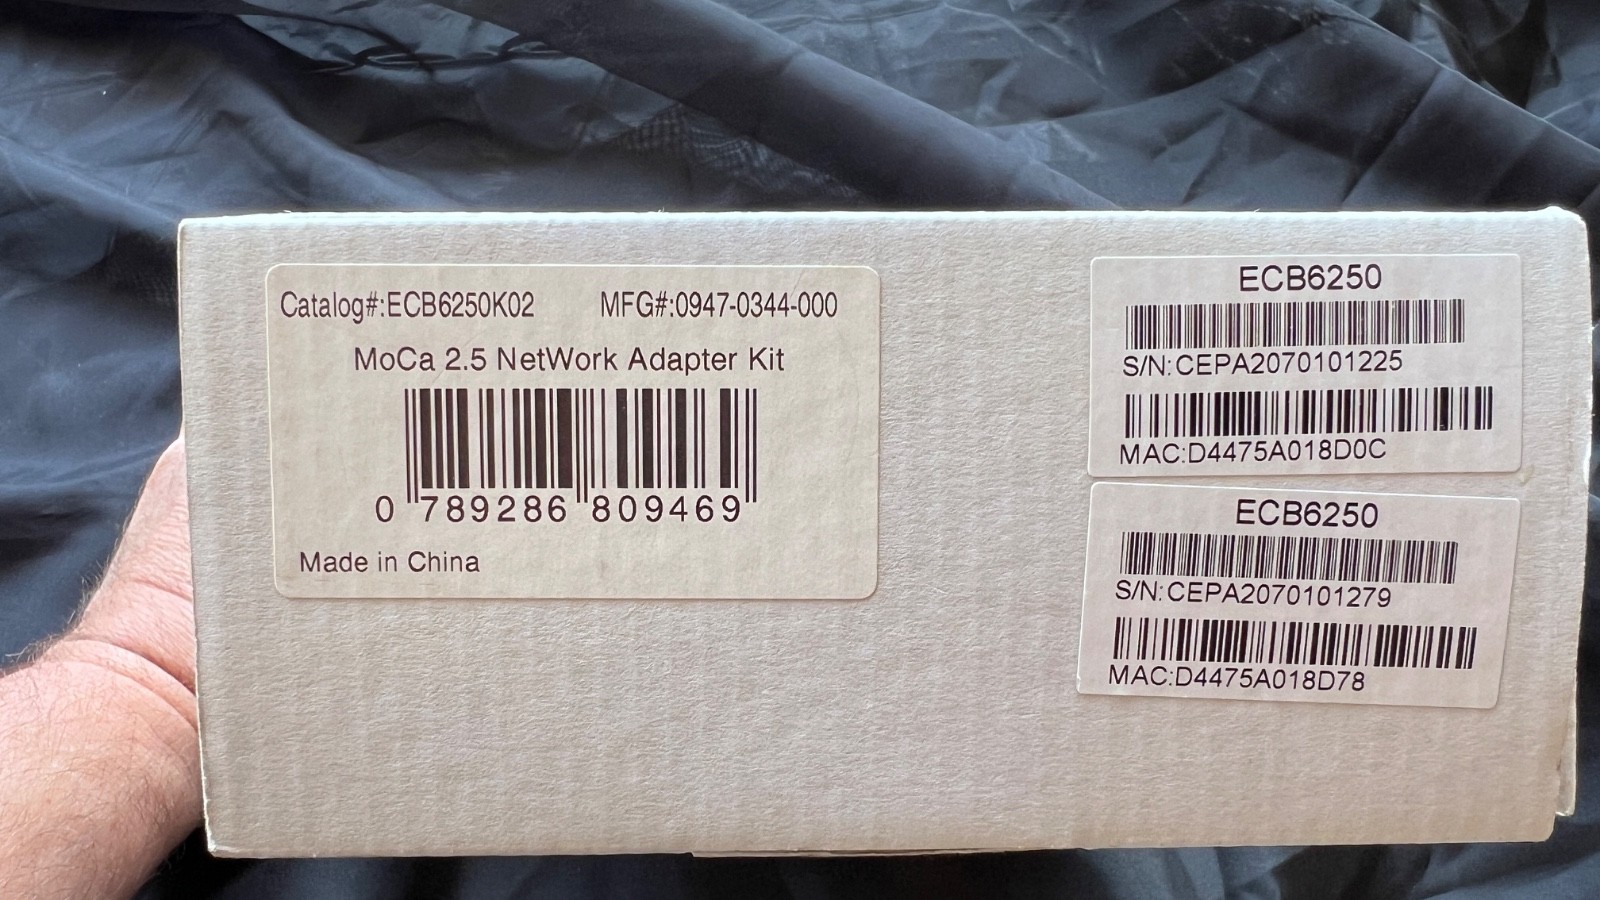 Catalog#:ECB6250K02 MFG#:0947-0344-000
MoCa 2.5 NetWork Adapter Kit
0 789286 809469
Made in China
ECB6250
S/N:CEPA2070101225
MAC:D4475A018D0C
ECB6250
S/N:CEPA2070101279
MAC:D4475A018D78